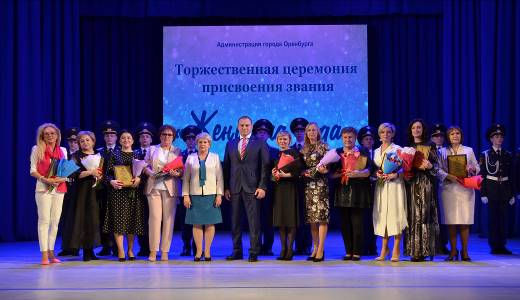 Администрация города Оренбурга
Торжественная церемония
присвоения звания